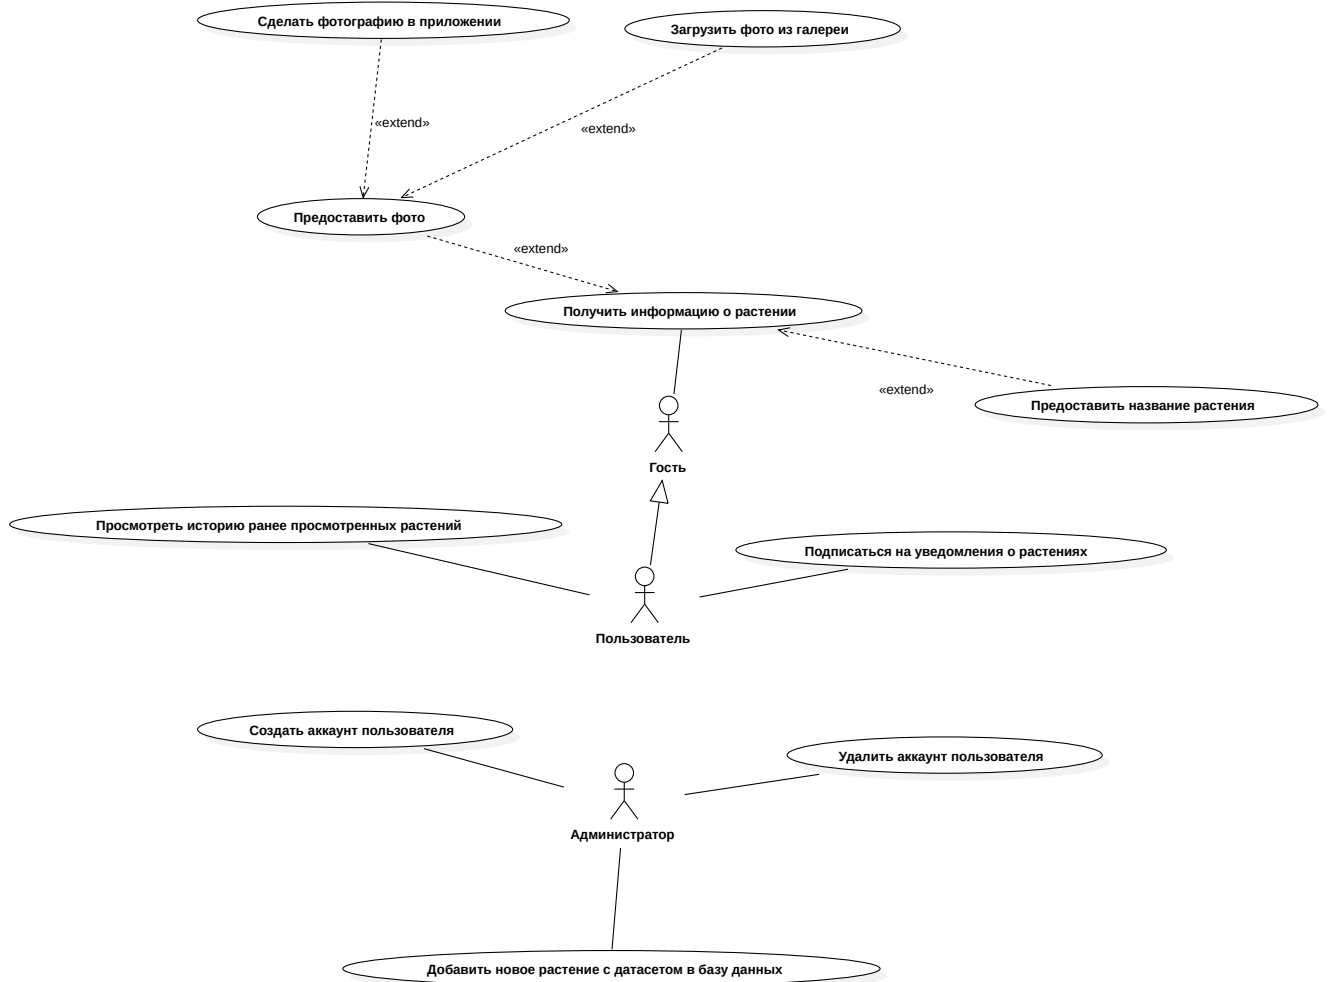 Сделать фотографию в приложении
Загрузить фото из галереи
«extend»
«extend»
Предоставить фото
«extend»
Получить информацию о растении
«extend»
Предоставить название растения
Гость
Просмотреть историю ранее просмотренных растений
Подписаться на уведомления о растениях
Пользователь
Создать аккаунт пользователя
Удалить аккаунт пользователя
Администратор
Добавить новое растение с датасетом в базу данных